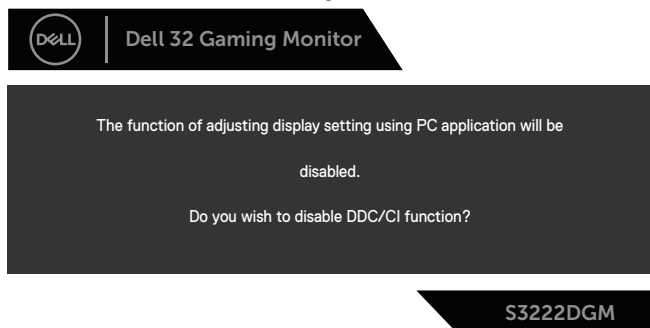 DELL
Dell 32 Gaming Monitor
The function of adjusting display setting using PC application will be
disabled.
Do you wish to disable DDC/CI function?
S3222DGM